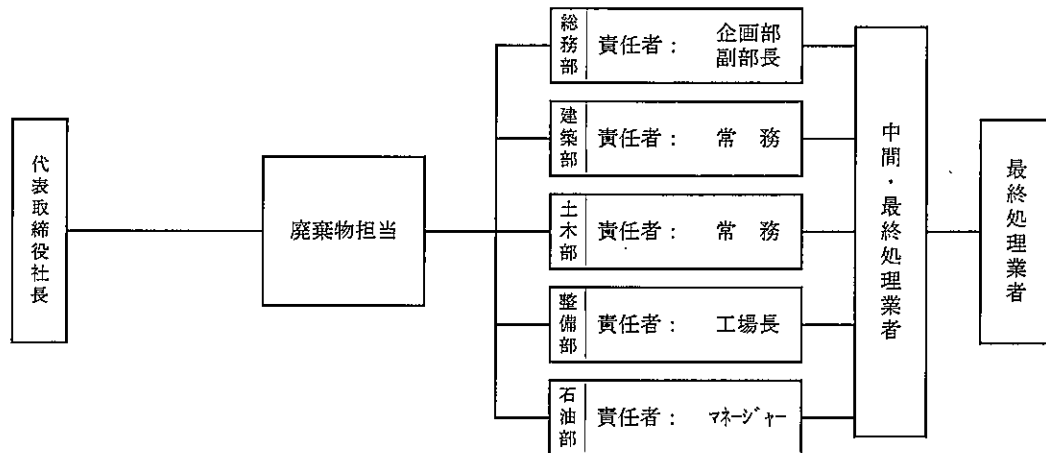 代表取締役社長
廃棄物担当
総務部 責任者： 企画部
副部長
建築部 責任者： 常　務
土木部 責任者： 常　務
整備部 責任者： 工場長
石油部 責任者： マネージャー
中間・最終処理業者
最終処理業者